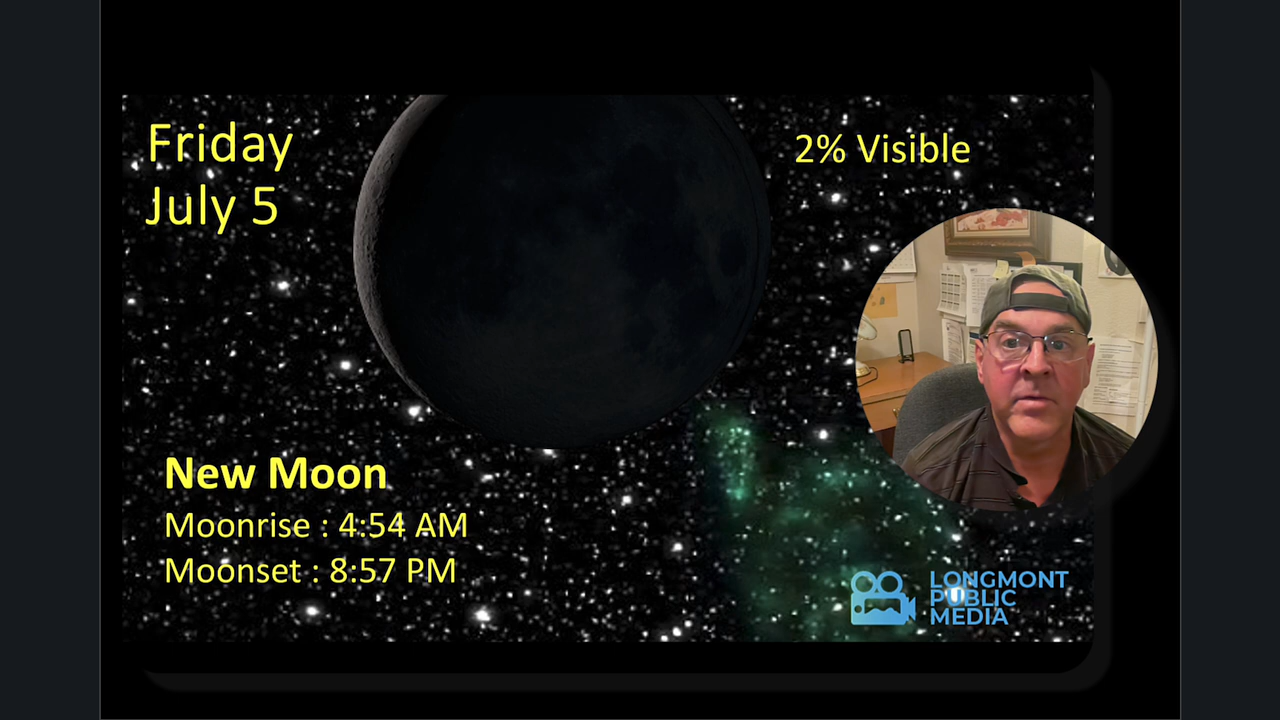 Friday
July 5
2% Visible
New Moon
Moonrise : 4:54 AM
Moonset : 8:57 PM
LONGMONT
PUBLIC
MEDIA